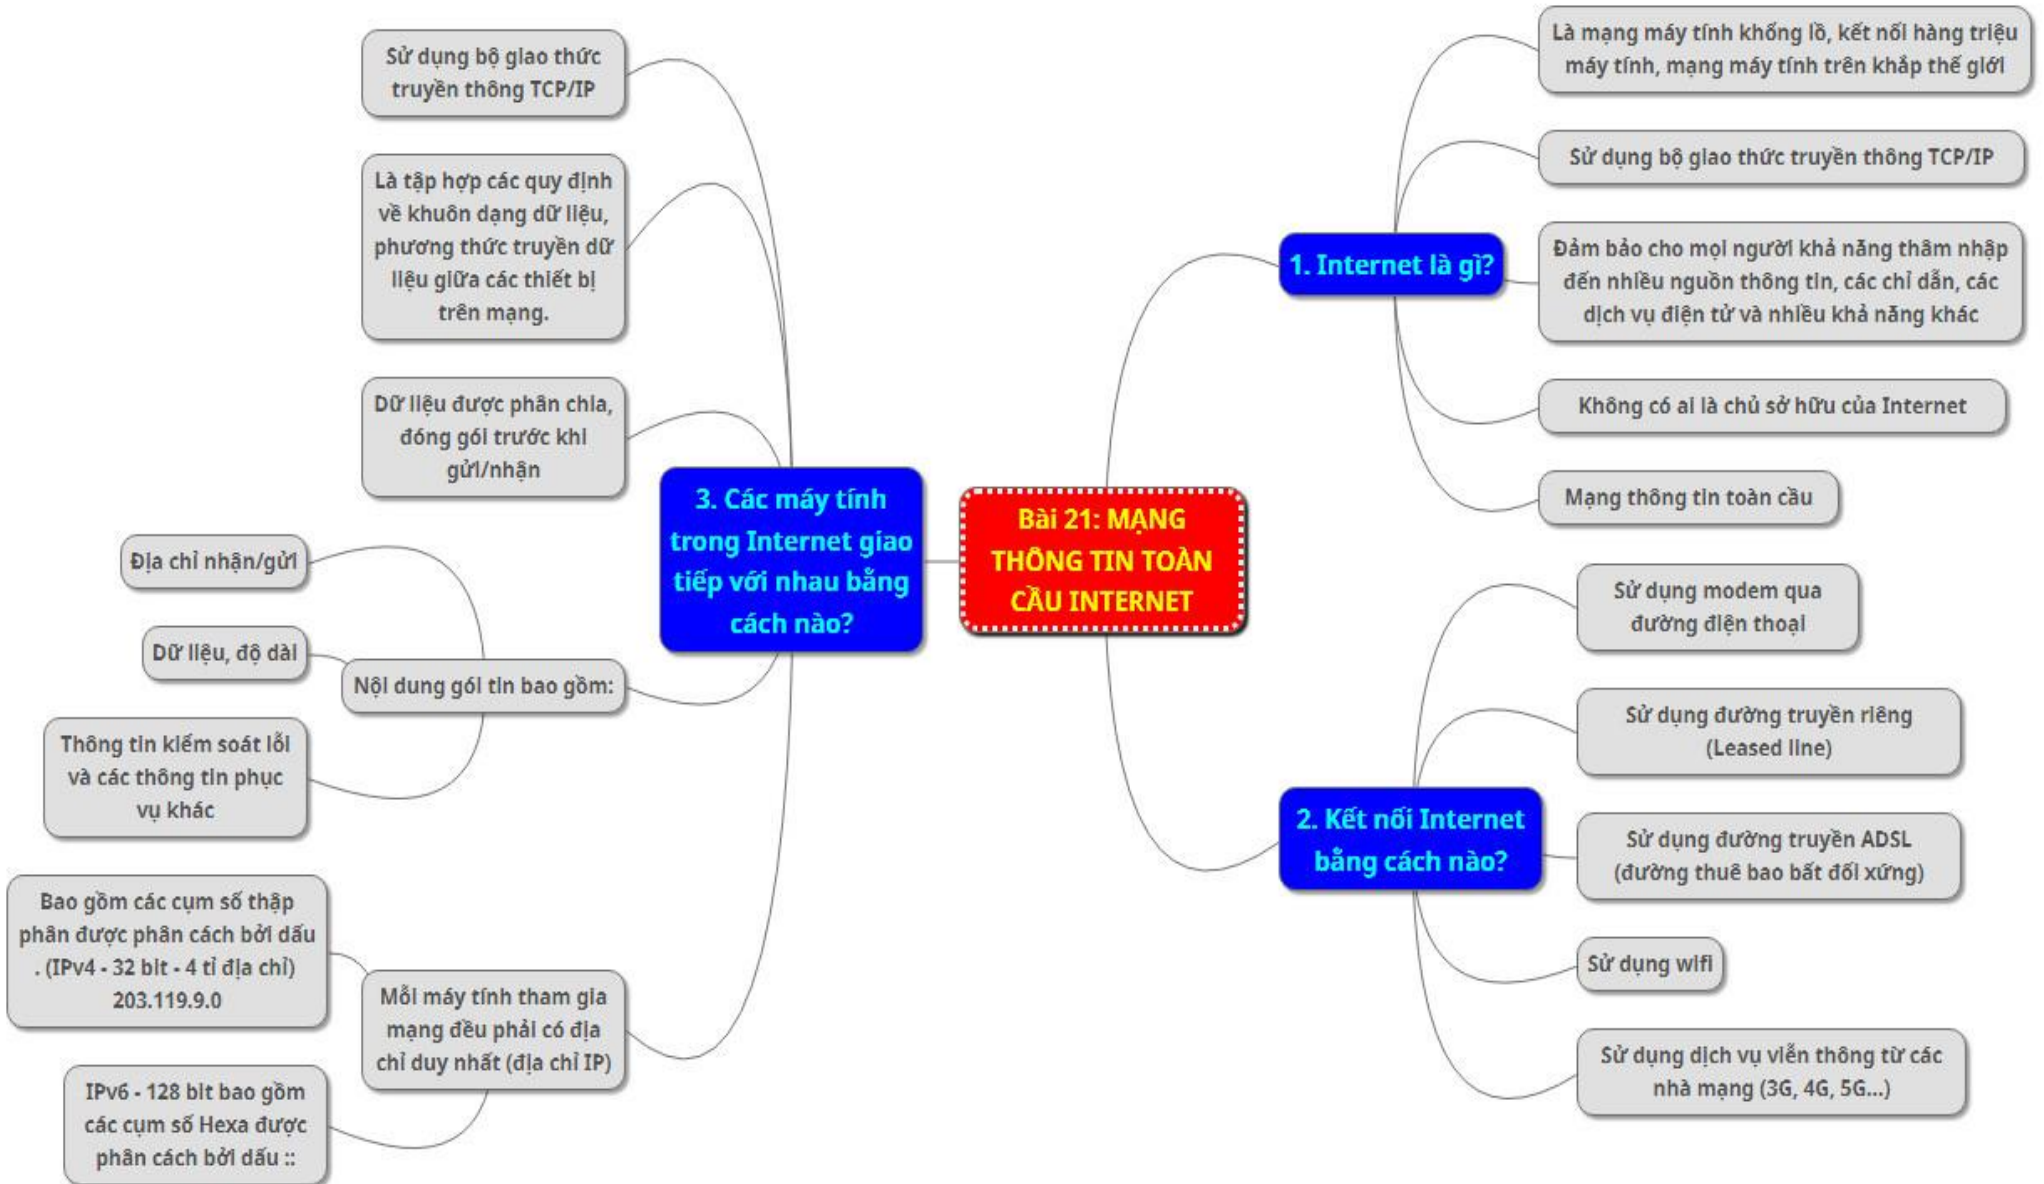 Bài 21: MẠNG
THÔNG TIN TOÀN
CẦU INTERNET
1. Internet là gì?
Là mạng máy tính khổng lồ, kết nối hàng triệu
máy tính, mạng máy tính trên khắp thế giới
Sử dụng bộ giao thức truyền thông TCP/IP
Đảm bảo cho mọi người khả năng thâm nhập
đến nhiều nguồn thông tin, các chỉ dẫn, các
dịch vụ điện tử và nhiều khả năng khác
Không có ai là chủ sở hữu của Internet
Mạng thông tin toàn cầu
2. Kết nối Internet
bằng cách nào?
Sử dụng modem qua
đường điện thoại
Sử dụng đường truyền riêng
(Leased line)
Sử dụng đường truyền ADSL
(đường thuê bao bất đối xứng)
Sử dụng wifi
Sử dụng dịch vụ viễn thông từ các
nhà mạng (3G, 4G, 5G...)
3. Các máy tính
trong Internet giao
tiếp với nhau bằng
cách nào?
Sử dụng bộ giao thức
truyền thông TCP/IP
Là tập hợp các quy định
về khuôn dạng dữ liệu,
phương thức truyền dữ
liệu giữa các thiết bị
trên mạng.
Dữ liệu được phân chia,
đóng gói trước khi
gửi/nhận
Nội dung gói tin bao gồm:
Địa chỉ nhận/gửi
Dữ liệu, độ dài
Thông tin kiểm soát lỗi
và các thông tin phục
vụ khác
Mỗi máy tính tham gia
mạng đều phải có địa
chỉ duy nhất (địa chỉ IP)
Bao gồm các cụm số thập
phân được phân cách bởi dấu
. (IPv4 - 32 bit - 4 tỉ địa chỉ)
203.119.9.0
IPv6 - 128 bit bao gồm
các cụm số Hexa được
phân cách bởi dấu ::